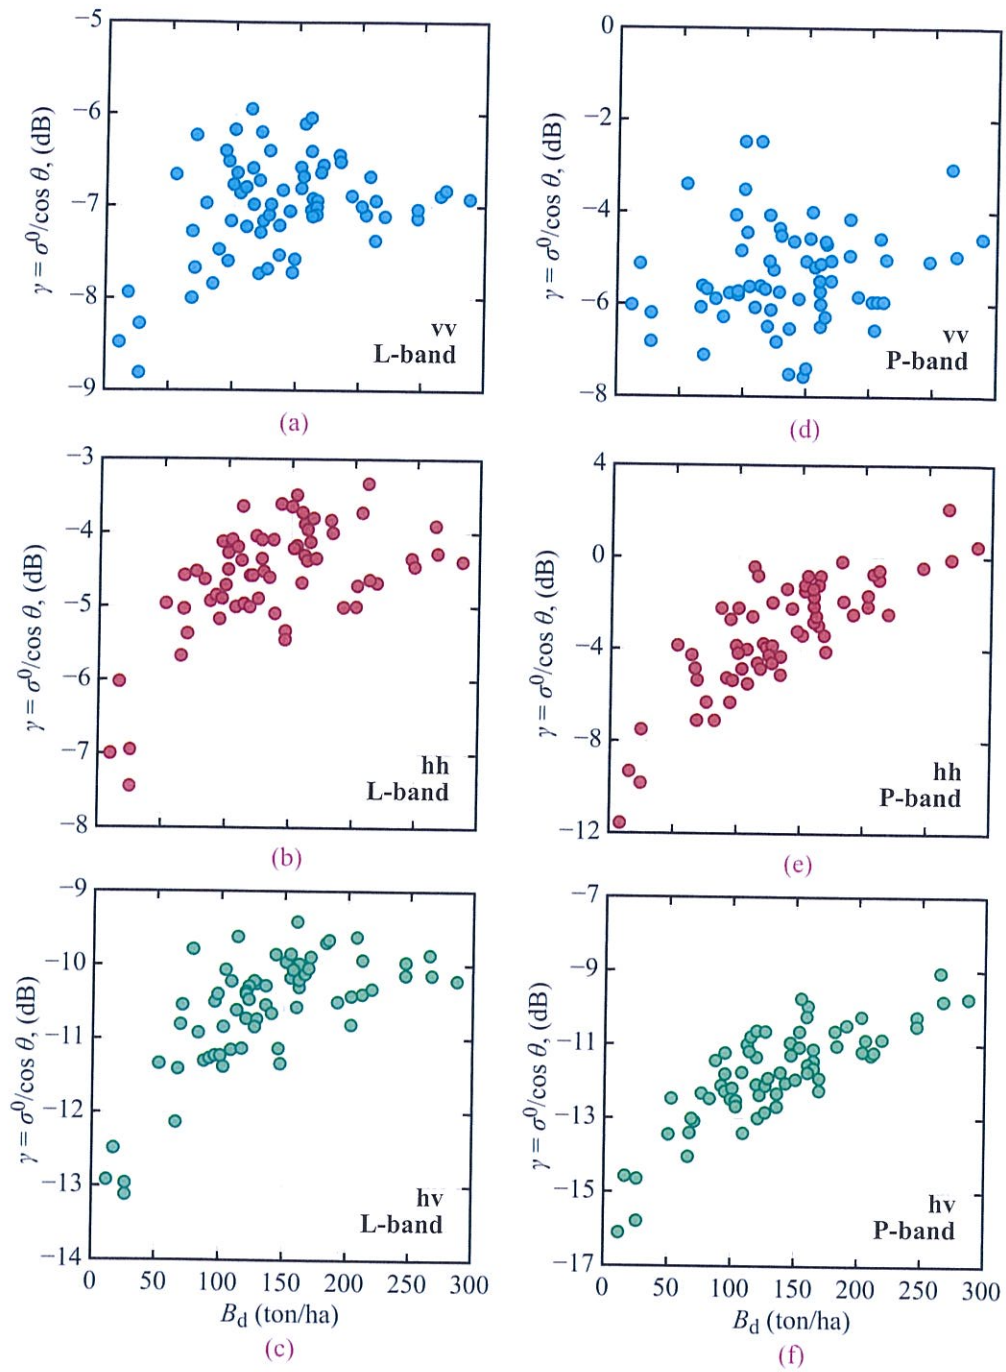 −5
−6
−7
−8
−9
γ = σ⁰/cos θ, (dB)
vv
L-band
(a)
0
−2
−4
−6
−8
γ = σ⁰/cos θ, (dB)
vv
P-band
(d)
−3
−4
−5
−6
−7
−8
γ = σ⁰/cos θ, (dB)
hh
L-band
(b)
4
0
−4
−8
−12
γ = σ⁰/cos θ, (dB)
hh
P-band
(e)
−9
−10
−11
−12
−13
−14
γ = σ⁰/cos θ, (dB)
hv
L-band
0 50 100 150 200 250 300
B_d (ton/ha)
(c)
−7
−9
−11
−13
−15
−17
γ = σ⁰/cos θ, (dB)
hv
P-band
0 50 100 150 200 250 300
B_d (ton/ha)
(f)